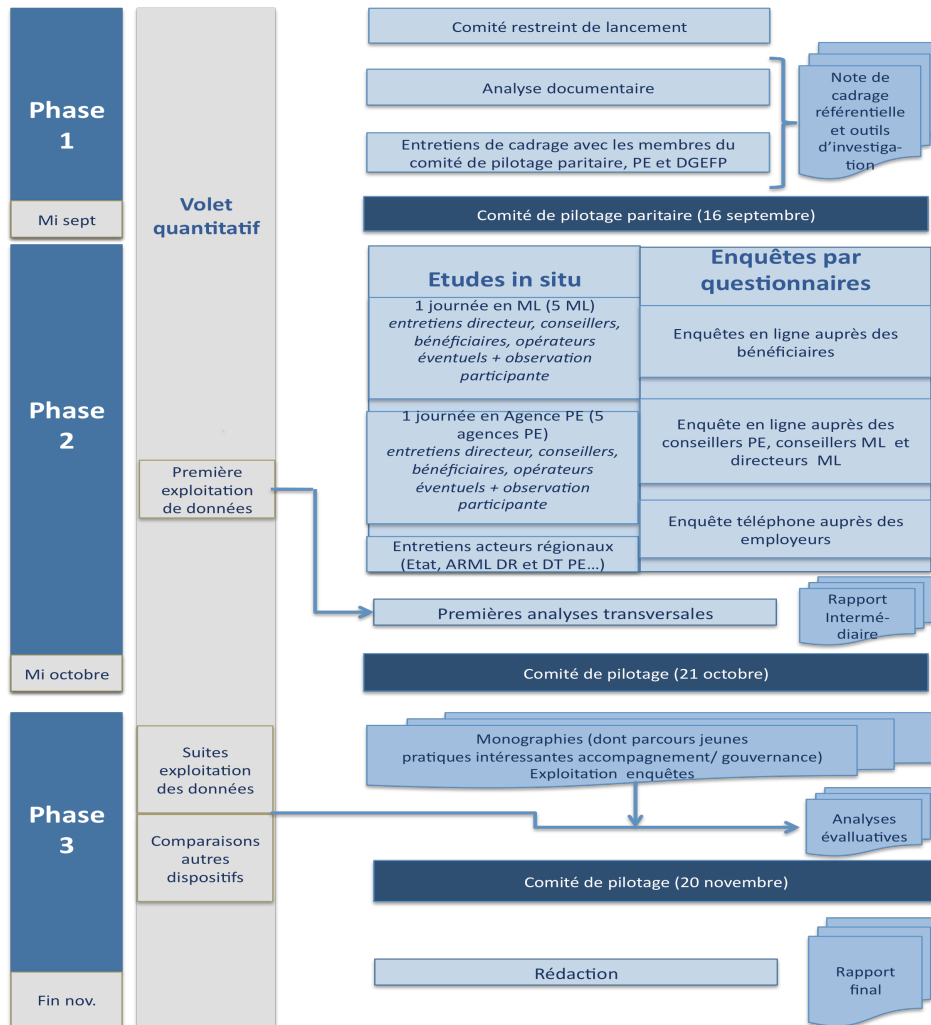 Comité restreint de lancement
Phase
1
Analyse documentaire
Note de
cadrage
référentielle
et outils
d'investiga-
tion
Entretiens de cadrage avec les membres du
comité de pilotage paritaire, PE et DGEFP
Mi sept
Volet
quantitatif
Comité de pilotage paritaire (16 septembre)
Phase
2
Etudes in situ
1 journée en ML (5 ML)
entretiens directeur, conseillers,
bénéficiaires, opérateurs
éventuels + observation
participante
1 journée en Agence PE (5
agences PE)
entretiens directeur, conseillers,
bénéficiaires, opérateurs
éventuels + observation
participante
Entretiens acteurs régionaux
(Etat, ARML DR et DT PE...)
Enquêtes par
questionnaires
Enquêtes en ligne auprès des
bénéficiaires
Enquête en ligne auprès des
conseillers PE, conseillers ML et
directeurs ML
Enquête téléphone auprès des
employeurs
Première
exploitation
de données
Premières analyses transversales
Rapport
Intermé-
diaire
Mi octobre
Comité de pilotage (21 octobre)
Phase
3
Suites
exploitation
des données
Monographies (dont parcours jeunes
pratiques intéressantes accompagnement/ gouvernance)
Exploitation enquêtes
Comparaisons
autres
dispositifs
Analyses
évalluatives
Comité de pilotage (20 novembre)
Rédaction
Rapport
final
Fin nov.